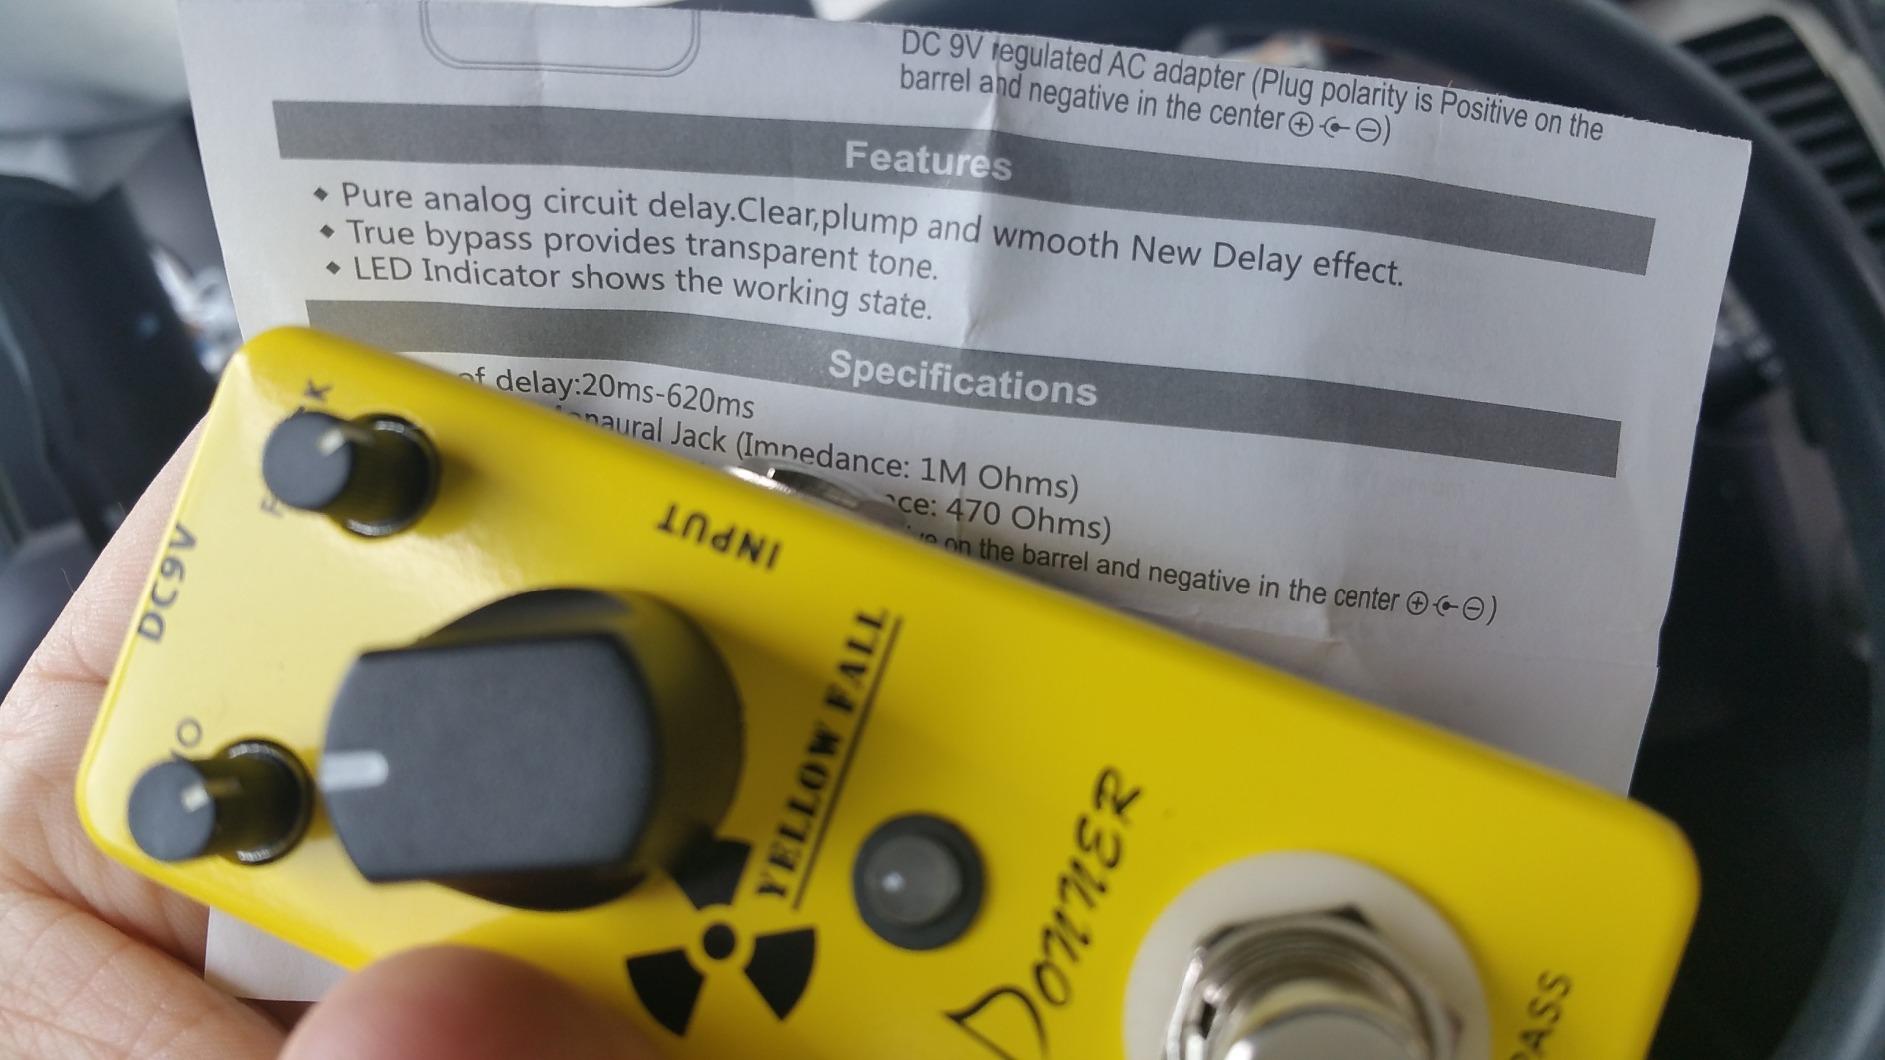 DC 9V regulated AC adapter (Plug polarity is Positive on the
barrel and negative in the center ⊕-⊖)
Features
◆ Pure analog circuit delay.Clear,plump and wmooth New Delay effect.
◆ True bypass provides transparent tone.
◆ LED Indicator shows the working state.
Specifications
of delay:20ms-620ms
Jack (Impedance: 1M Ohms)
470 Ohms)
on the barrel and negative in the center ⊕-⊖)
DC9V
INPUT
YELLOW FALL
DONNER